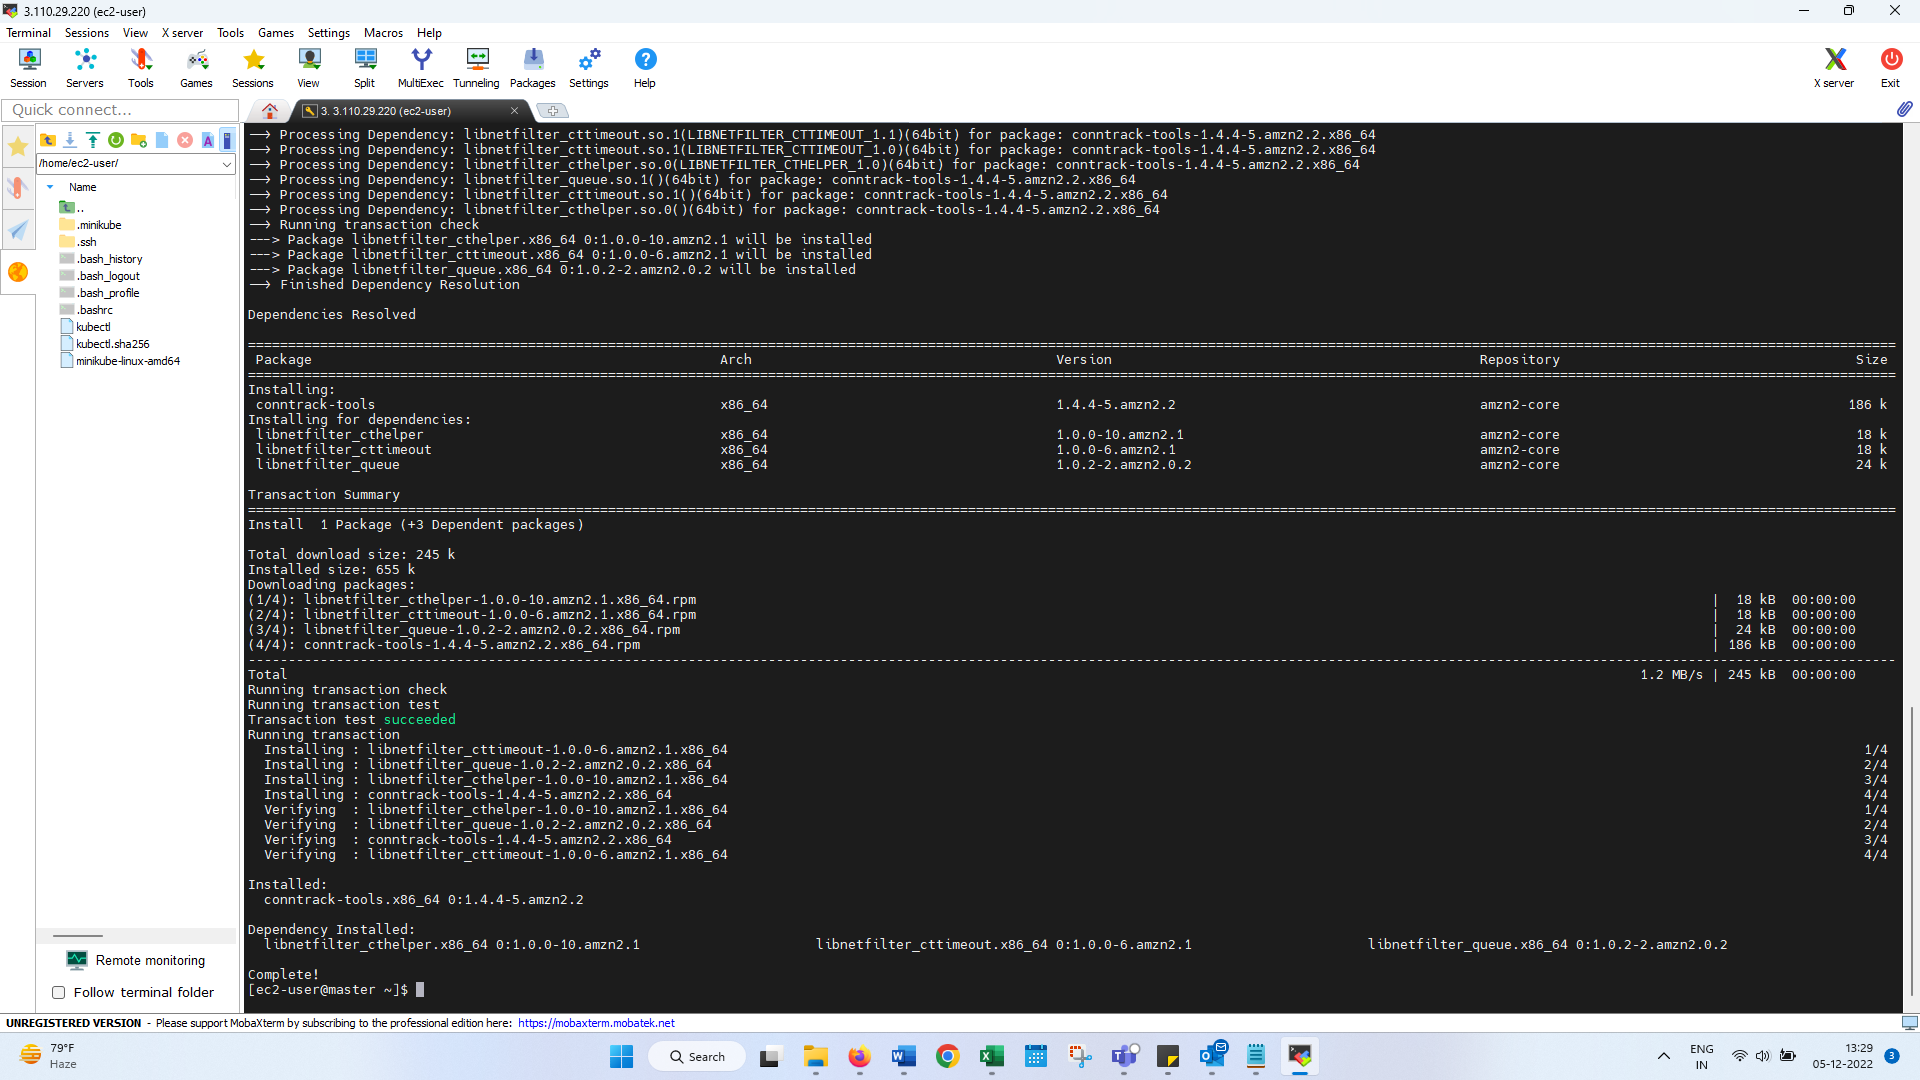 3.110.29.220 (ec2-user)
Terminal Sessions View X server Tools Games Settings Macros Help
Session Servers Tools Games Sessions View Split MultiExec Tunneling Packages Settings Help X server Exit
Quick connect...
3. 3.110.29.220 (ec2-user)
/home/ec2-user/
Name
..
.minikube
.ssh
.bash_history
.bash_logout
.bash_profile
.bashrc
kubectl
kubectl.sha256
minikube-linux-amd64
Remote monitoring
Follow terminal folder
--> Processing Dependency: libnetfilter_cttimeout.so.1(LIBNETFILTER_CTTIMEOUT_1.1)(64bit) for package: conntrack-tools-1.4.4-5.amzn2.2.x86_64
--> Processing Dependency: libnetfilter_cttimeout.so.1(LIBNETFILTER_CTTIMEOUT_1.0)(64bit) for package: conntrack-tools-1.4.4-5.amzn2.2.x86_64
--> Processing Dependency: libnetfilter_cthelper.so.0(LIBNETFILTER_CTHELPER_1.0)(64bit) for package: conntrack-tools-1.4.4-5.amzn2.2.x86_64
--> Processing Dependency: libnetfilter_queue.so.1()(64bit) for package: conntrack-tools-1.4.4-5.amzn2.2.x86_64
--> Processing Dependency: libnetfilter_cttimeout.so.1()(64bit) for package: conntrack-tools-1.4.4-5.amzn2.2.x86_64
--> Processing Dependency: libnetfilter_cthelper.so.0()(64bit) for package: conntrack-tools-1.4.4-5.amzn2.2.x86_64
--> Running transaction check
---> Package libnetfilter_cthelper.x86_64 0:1.0.0-10.amzn2.1 will be installed
---> Package libnetfilter_cttimeout.x86_64 0:1.0.0-6.amzn2.1 will be installed
---> Package libnetfilter_queue.x86_64 0:1.0.2-2.amzn2.0.2 will be installed
--> Finished Dependency Resolution
Dependencies Resolved
Package Arch Version Repository Size
Installing:
conntrack-tools x86_64 1.4.4-5.amzn2.2 amzn2-core 186 k
Installing for dependencies:
libnetfilter_cthelper x86_64 1.0.0-10.amzn2.1 amzn2-core 18 k
libnetfilter_cttimeout x86_64 1.0.0-6.amzn2.1 amzn2-core 18 k
libnetfilter_queue x86_64 1.0.2-2.amzn2.0.2 amzn2-core 24 k
Transaction Summary
Install 1 Package (+3 Dependent packages)
Total download size: 245 k
Installed size: 655 k
Downloading packages:
(1/4): libnetfilter_cthelper-1.0.0-10.amzn2.1.x86_64.rpm | 18 kB 00:00:00
(2/4): libnetfilter_cttimeout-1.0.0-6.amzn2.1.x86_64.rpm | 18 kB 00:00:00
(3/4): libnetfilter_queue-1.0.2-2.amzn2.0.2.x86_64.rpm | 24 kB 00:00:00
(4/4): conntrack-tools-1.4.4-5.amzn2.2.x86_64.rpm | 186 kB 00:00:00
Total 1.2 MB/s | 245 kB 00:00:00
Running transaction check
Running transaction test
Transaction test succeeded
Running transaction
Installing : libnetfilter_cttimeout-1.0.0-6.amzn2.1.x86_64 1/4
Installing : libnetfilter_queue-1.0.2-2.amzn2.0.2.x86_64 2/4
Installing : libnetfilter_cthelper-1.0.0-10.amzn2.1.x86_64 3/4
Installing : conntrack-tools-1.4.4-5.amzn2.2.x86_64 4/4
Verifying : libnetfilter_cthelper-1.0.0-10.amzn2.1.x86_64 1/4
Verifying : libnetfilter_queue-1.0.2-2.amzn2.0.2.x86_64 2/4
Verifying : conntrack-tools-1.4.4-5.amzn2.2.x86_64 3/4
Verifying : libnetfilter_cttimeout-1.0.0-6.amzn2.1.x86_64 4/4
Installed:
conntrack-tools.x86_64 0:1.4.4-5.amzn2.2
Dependency Installed:
libnetfilter_cthelper.x86_64 0:1.0.0-10.amzn2.1 libnetfilter_cttimeout.x86_64 0:1.0.0-6.amzn2.1 libnetfilter_queue.x86_64 0:1.0.2-2.amzn2.0.2
Complete!
[ec2-user@master ~]$
UNREGISTERED VERSION - Please support MobaXterm by subscribing to the professional edition here: https://mobaxterm.mobatek.net
79°F
Haze
Search
ENG
IN
13:29
05-12-2022
3